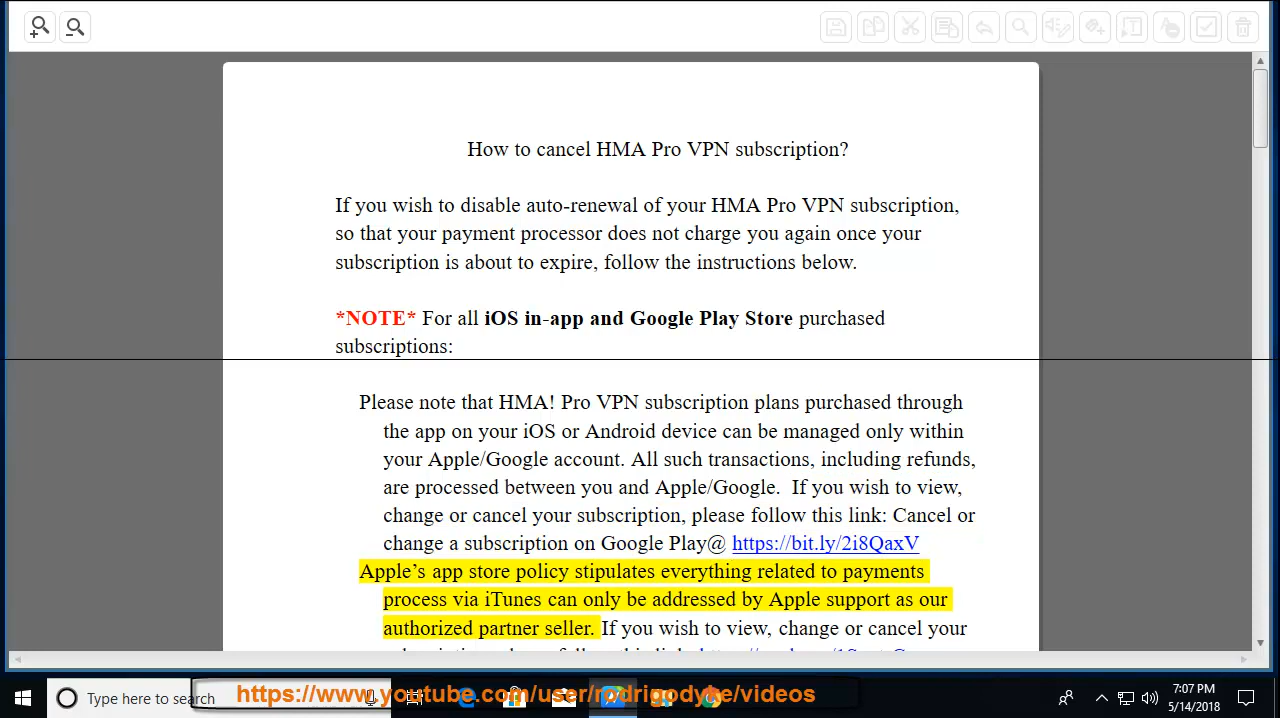 How to cancel HMA Pro VPN subscription?
If you wish to disable auto-renewal of your HMA Pro VPN subscription,
so that your payment processor does not charge you again once your
subscription is about to expire, follow the instructions below.
*NOTE* For all iOS in-app and Google Play Store purchased
subscriptions:
Please note that HMA! Pro VPN subscription plans purchased through
the app on your iOS or Android device can be managed only within
your Apple/Google account. All such transactions, including refunds,
are processed between you and Apple/Google.  If you wish to view,
change or cancel your subscription, please follow this link: Cancel or
change a subscription on Google Play@ https://bit.ly/2i8QaxV
Apple’s app store policy stipulates everything related to payments
process via iTunes can only be addressed by Apple support as our
authorized partner seller. If you wish to view, change or cancel your
Type here to search
https://www.youtube.com/user/rodrigodyke/videos
7:07 PM
5/14/2018